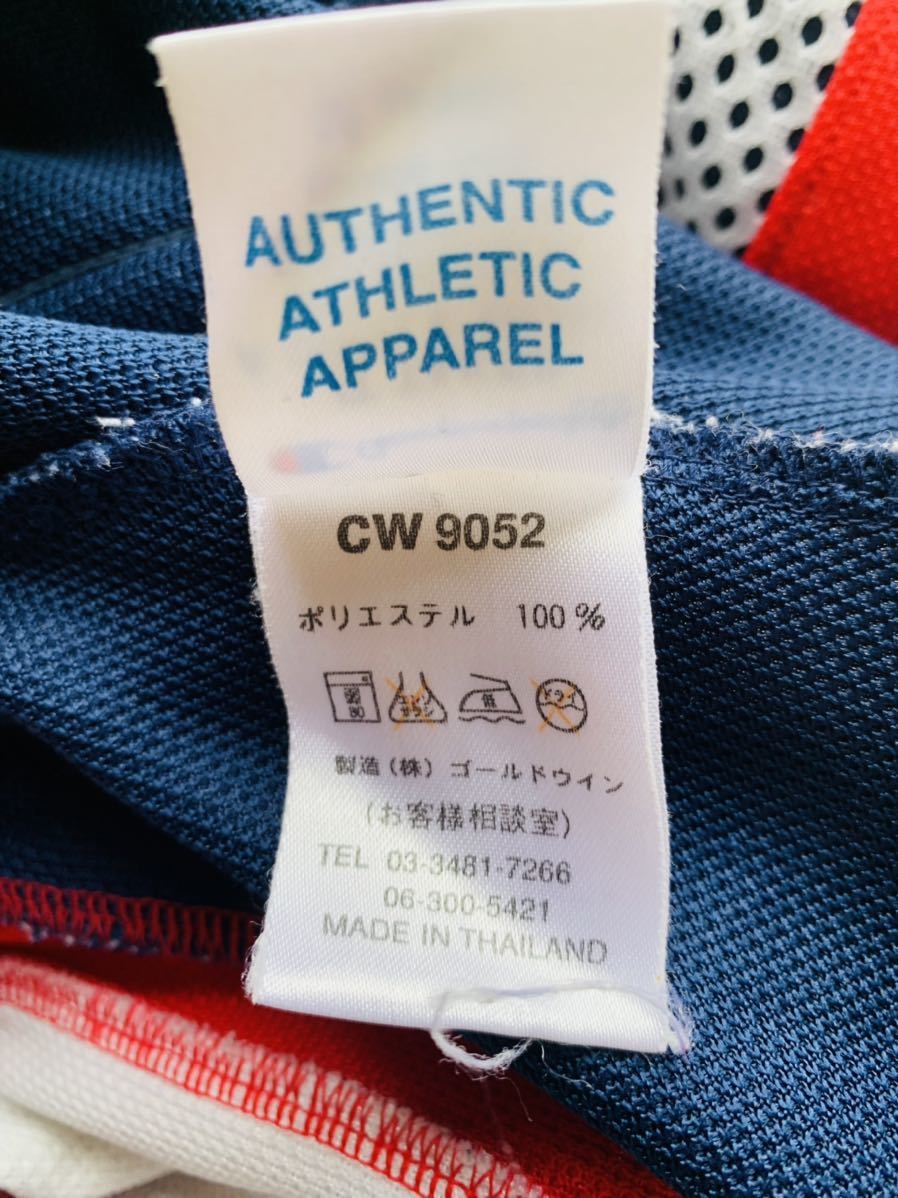 AUTHENTIC
ATHLETIC
APPAREL
CW 9052
ポリエステル 100%
低
製造(株)ゴールドウイン
(お客様相談室)
TEL 03-3481-7266
06-300-5421
MADE IN THAILAND